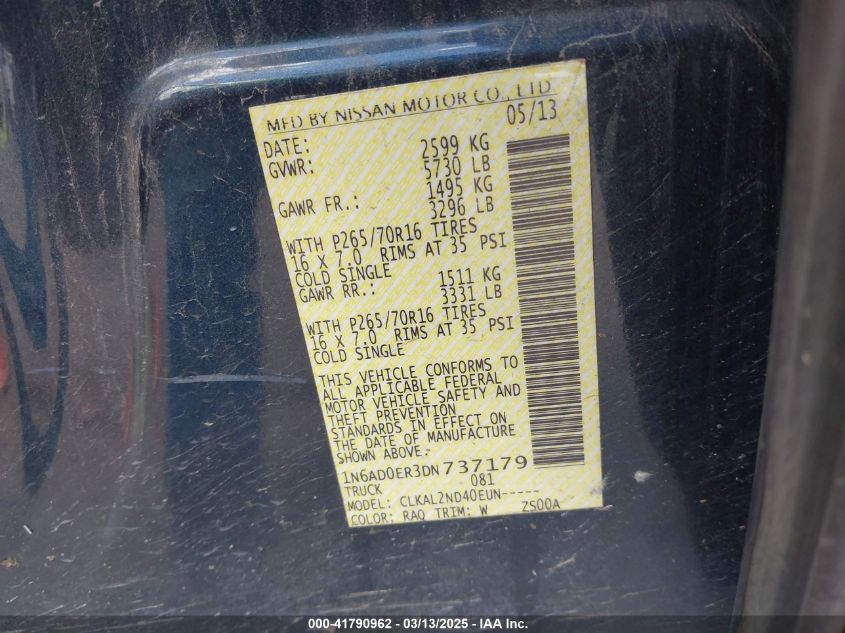 MFD BY NISSAN MOTOR CO., LTD
DATE: 05/13
GVWR: 2599 KG
5730 LB
GAWR FR.: 1495 KG
3296 LB
WITH P265/70R16 TIRES
16 X 7.0 RIMS AT 35 PSI
COLD SINGLE
GAWR RR.: 1511 KG
3331 LB
WITH P265/70R16 TIRES
16 X 7.0 RIMS AT 35 PSI
COLD SINGLE
THIS VEHICLE CONFORMS TO
ALL APPLICABLE FEDERAL
MOTOR VEHICLE SAFETY AND
THEFT PREVENTION
STANDARDS IN EFFECT ON
THE DATE OF MANUFACTURE
SHOWN ABOVE.
1N6AD0ER3DN737179
TRUCK 081
MODEL: CLKAL2ND40EUN-----
COLOR: RAQ TRIM: W ZS00A
000-41790962 - 03/13/2025 - IAA Inc.